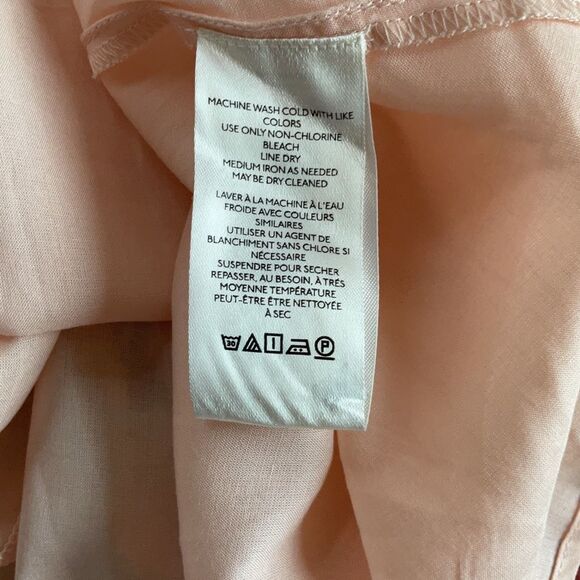 MACHINE WASH COLD WITH LIKE
COLORS
USE ONLY NON-CHLORINE
BLEACH
LINE DRY
MEDIUM IRON AS NEEDED
MAY BE DRY CLEANED
LAVER À LA MACHINE À L'EAU
FROIDE AVEC COULEURS
SIMILAIRES
UTILISER UN AGENT DE
BLANCHIMENT SANS CHLORE SI
NÉCESSAIRE
SUSPENDRE POUR SECHER
REPASSER, AU BESOIN, À TRÉS
MOYENNE TEMPÉRATURE
PEUT-ÊTRE ÊTRE NETTOYÉE
À SEC
30 P